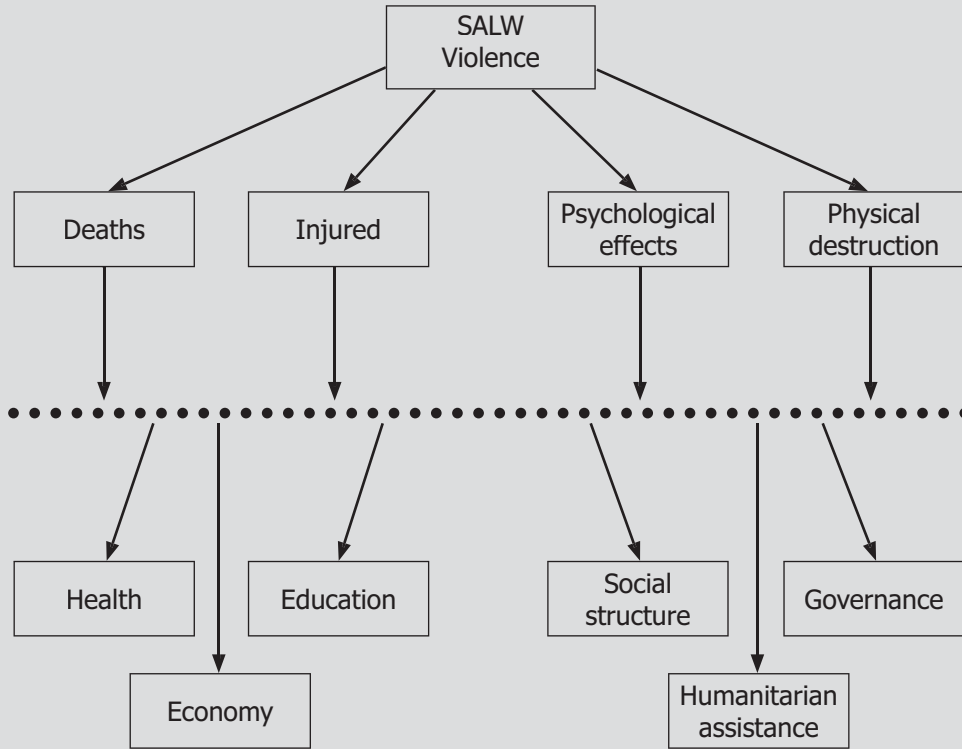 SALW
Violence
Deaths
Injured
Psychological
effects
Physical
destruction
Health
Education
Social
structure
Governance
Economy
Humanitarian
assistance